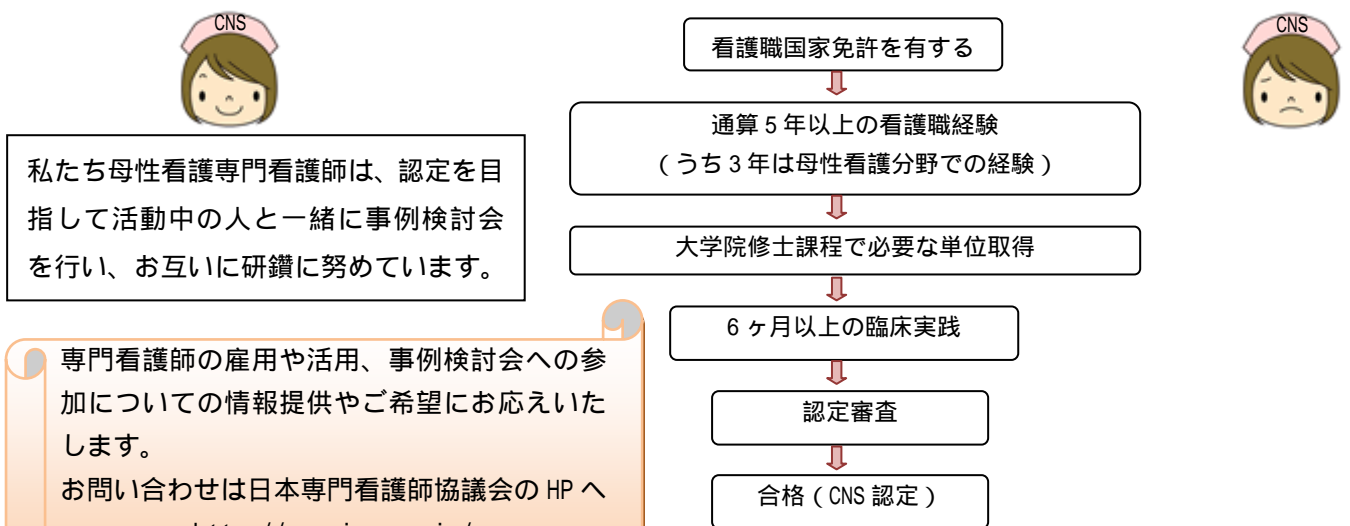 CNS
私たち母性看護専門看護師は、認定を目
指して活動中の人と一緒に事例検討会
を行い、お互いに研鑽に努めています。
専門看護師の雇用や活用、事例検討会への参
加についての情報提供やご希望にお応えいた
します。
お問い合わせは日本専門看護師協議会の HP へ
看護職国家免許を有する
通算 5 年以上の看護職経験
(うち 3 年は母性看護分野での経験)
大学院修士課程で必要な単位取得
6 ヶ月以上の臨床実践
認定審査
合格(CNS 認定)
CNS